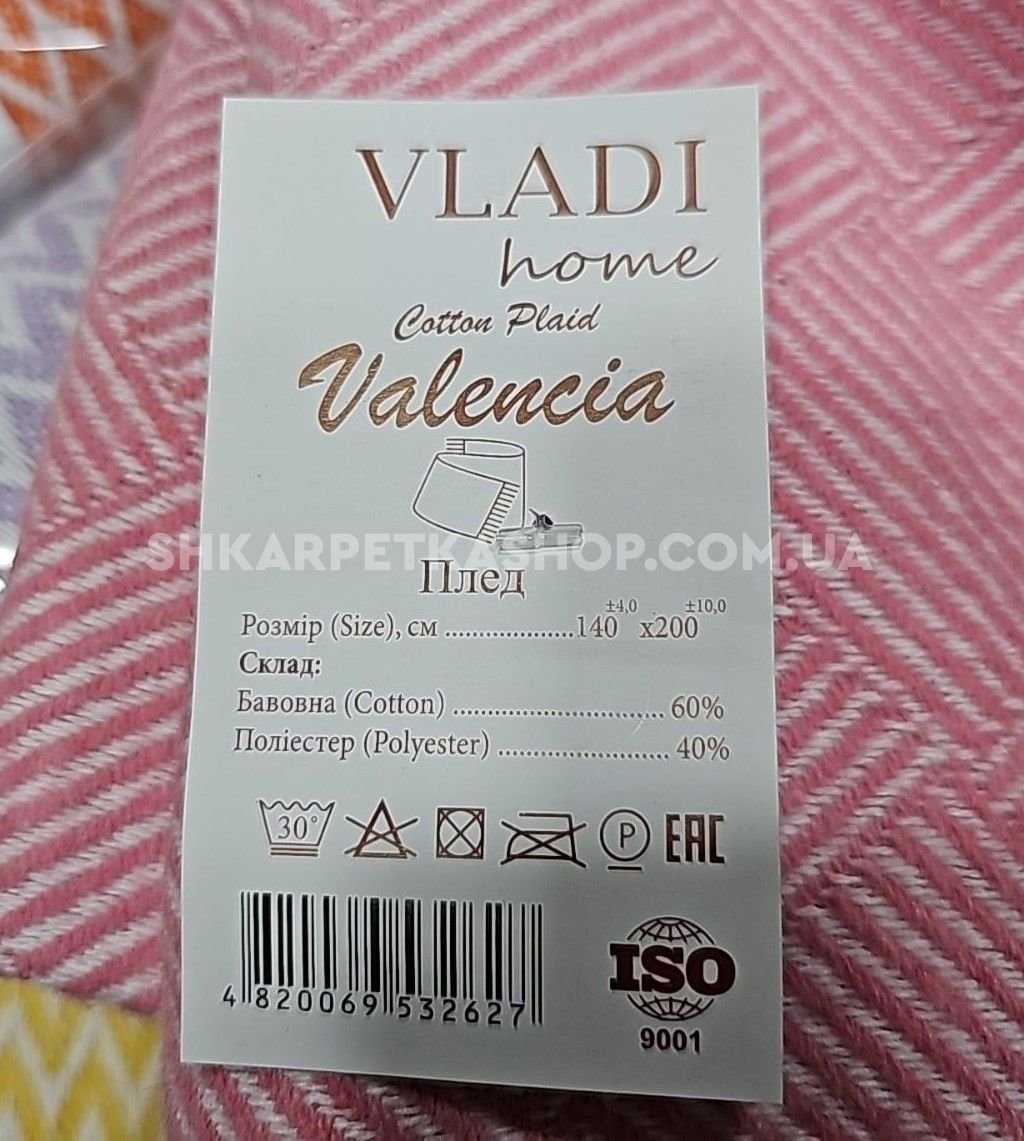 VLADI
home
Cotton Plaid
Valencia
SHKARPETKASHOP.COM.UA
Плед
Розмір (Size), см ....................140 ±4,0 x200 ±10,0
Склад:
Бавовна (Cotton) ................................ 60%
Поліестер (Polyester) .......................... 40%
30°
P
EAC
4 820069 532627
ISO
9001